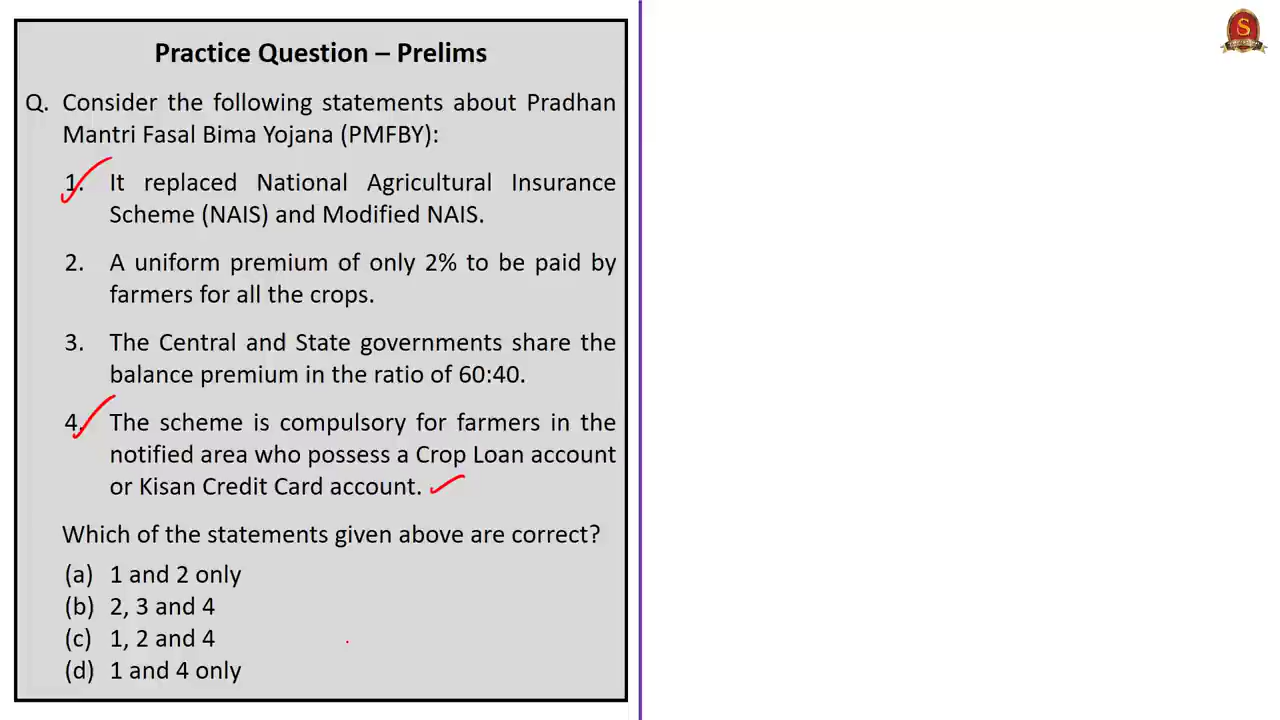 Practice Question – Prelims
Q. Consider the following statements about Pradhan
Mantri Fasal Bima Yojana (PMFBY):
1. It replaced National Agricultural Insurance
Scheme (NAIS) and Modified NAIS.
2. A uniform premium of only 2% to be paid by
farmers for all the crops.
3. The Central and State governments share the
balance premium in the ratio of 60:40.
4. The scheme is compulsory for farmers in the
notified area who possess a Crop Loan account
or Kisan Credit Card account.
Which of the statements given above are correct?
(a) 1 and 2 only
(b) 2, 3 and 4
(c) 1, 2 and 4
(d) 1 and 4 only
S